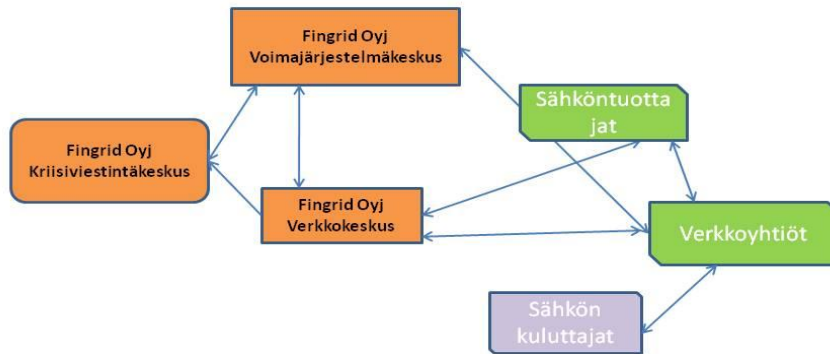 Fingrid Oyj
Voimajärjestelmäkeskus
Sähköntuotta
jat
Fingrid Oyj
Kriisiviestintäkeskus
Fingrid Oyj
Verkkokeskus
Verkkoyhtiöt
Sähkön
kuluttajat